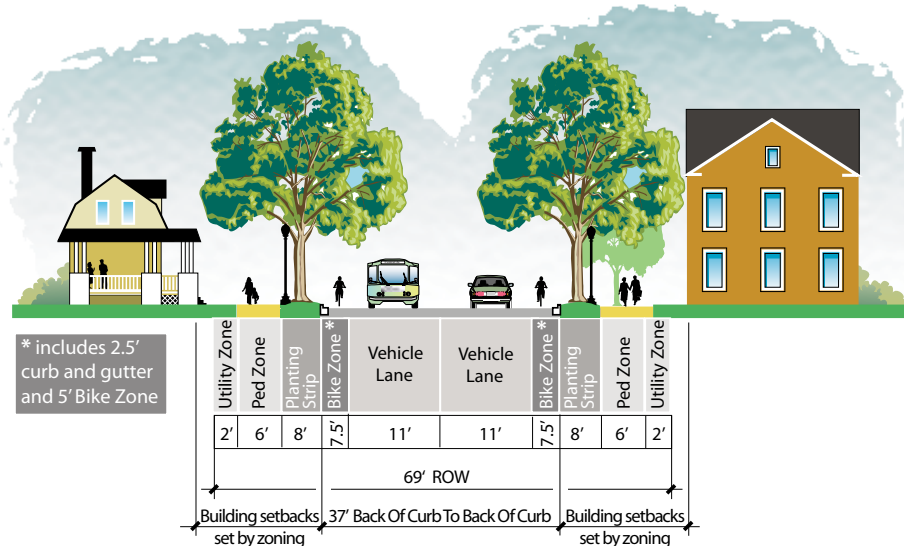 * includes 2.5'
curb and gutter
and 5' Bike Zone
Utility Zone
Ped Zone
Planting
Strip
Bike Zone *
Vehicle
Lane
Vehicle
Lane
Bike Zone *
Planting
Strip
Ped Zone
Utility Zone
2' 6' 8' 7.5' 11' 11' 7.5' 8' 6' 2'
69' ROW
Building setbacks
set by zoning
37' Back Of Curb To Back Of Curb
Building setbacks
set by zoning